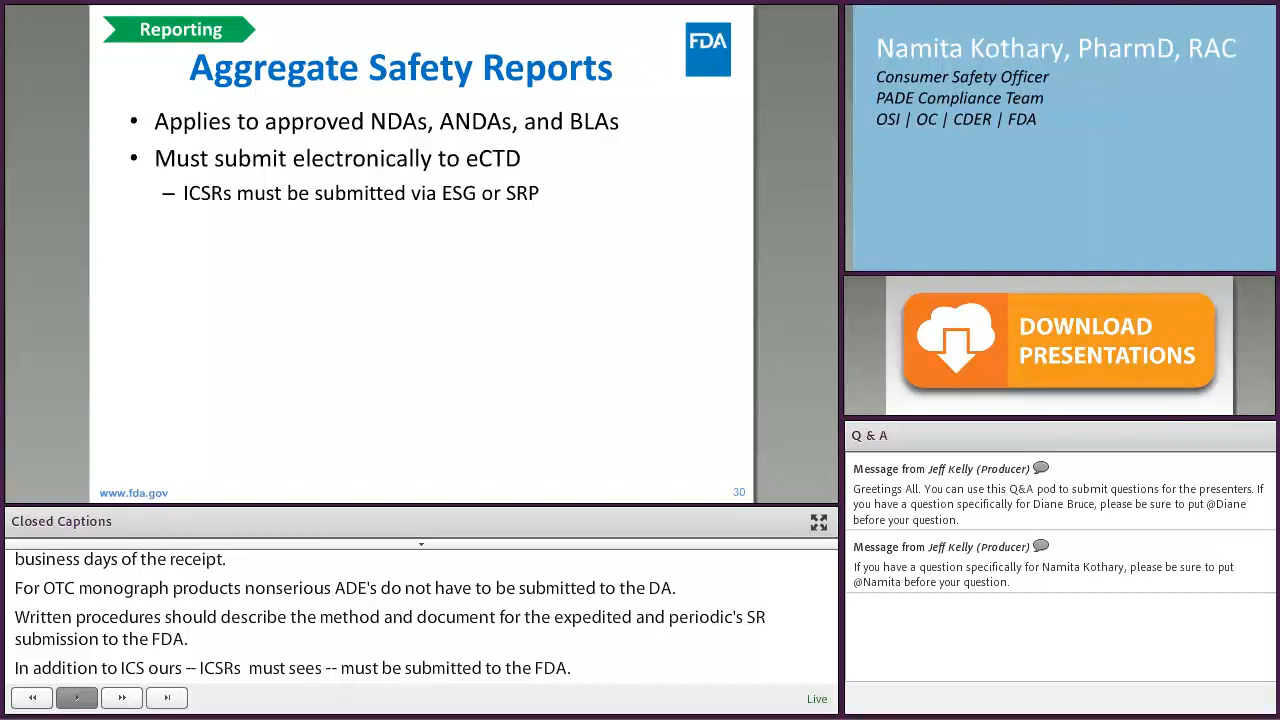 Reporting
FDA
Aggregate Safety Reports
• Applies to approved NDAs, ANDAs, and BLAs
• Must submit electronically to eCTD
– ICSRs must be submitted via ESG or SRP
www.fda.gov
30
Closed Captions
business days of the receipt.
For OTC monograph products nonserious ADE's do not have to be submitted to the DA.
Written procedures should describe the method and document for the expedited and periodic's SR
submission to the FDA.
In addition to ICS ours -- ICSRs  must sees -- must be submitted to the FDA.
Live
Namita Kothary, PharmD, RAC
Consumer Safety Officer
PADE Compliance Team
OSI | OC | CDER | FDA
DOWNLOAD
PRESENTATIONS
Q & A
Message from Jeff Kelly (Producer)
Greetings All. You can use this Q&A pod to submit questions for the presenters. If
you have a question specifically for Diane Bruce, please be sure to put @Diane
before your question.
Message from Jeff Kelly (Producer)
If you have a question specifically for Namita Kothary, please be sure to put
@Namita before your question.